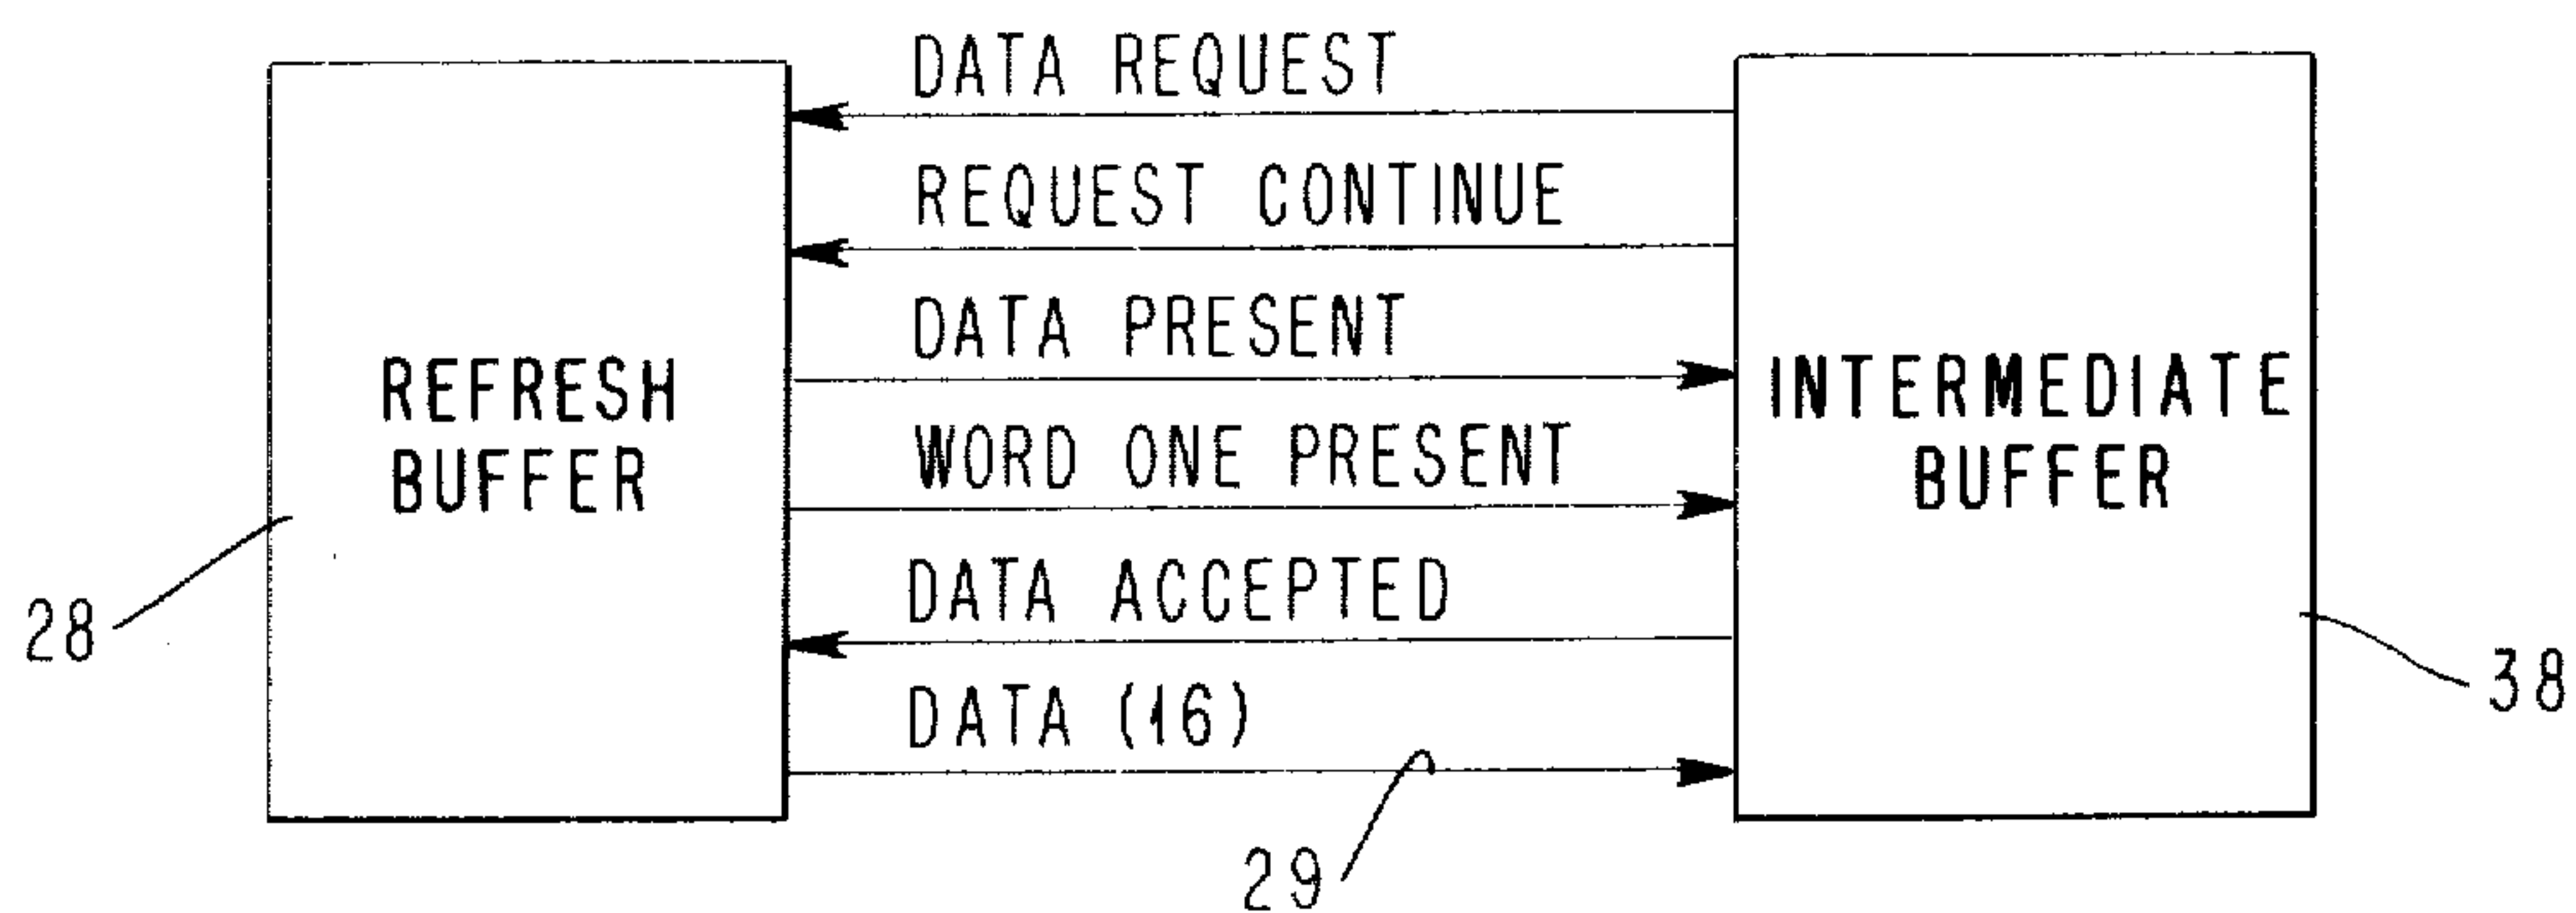 DATA REQUEST
REQUEST CONTINUE
DATA PRESENT
WORD ONE PRESENT
DATA ACCEPTED
DATA (16)
REFRESH
BUFFER
INTERMEDIATE
BUFFER
28
38
29